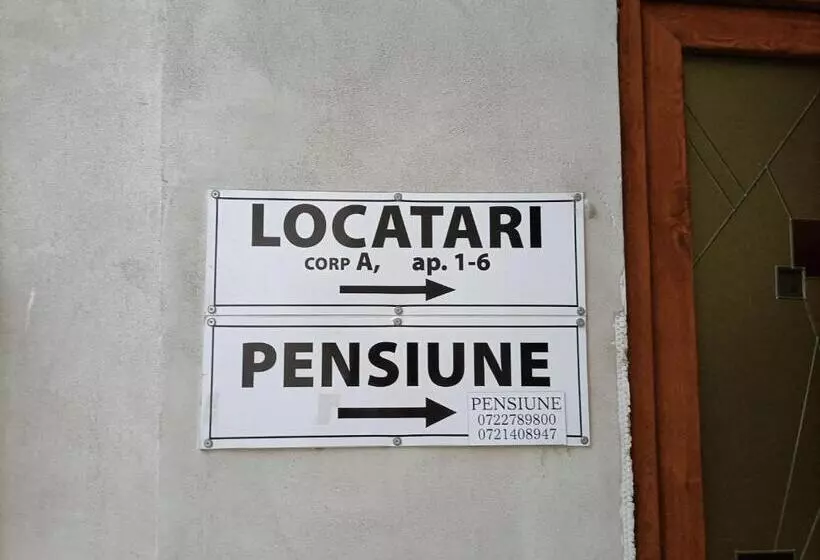 LOCATARI
CORP A, ap. 1-6
PENSIUNE
PENSIUNE
0722789800
0721408947